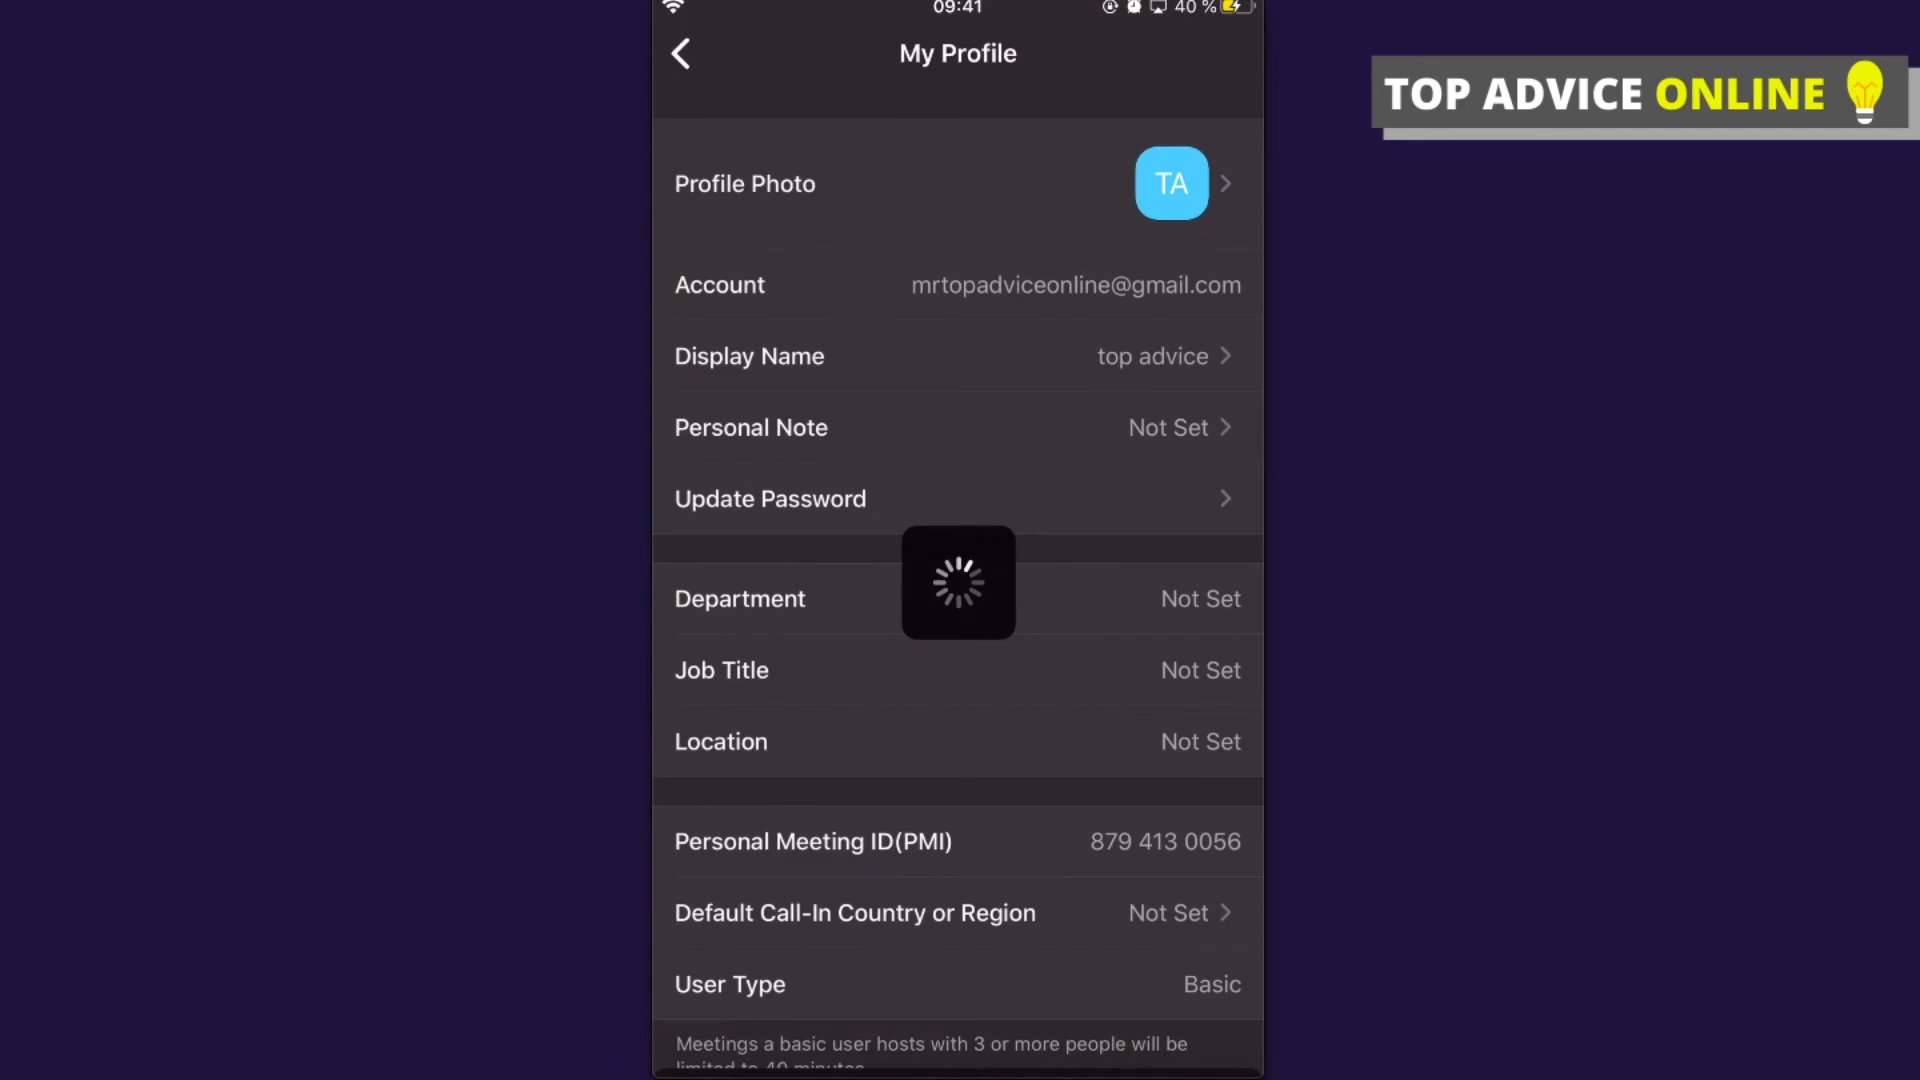 09:41
40 %
My Profile
TOP ADVICE ONLINE
Profile Photo
TA
Account
mrtopadviceonline@gmail.com
Display Name
top advice
Personal Note
Not Set
Update Password
Department
Not Set
Job Title
Not Set
Location
Not Set
Personal Meeting ID(PMI)
879 413 0056
Default Call-In Country or Region
Not Set
User Type
Basic
Meetings a basic user hosts with 3 or more people will be
limited to 40 minutes